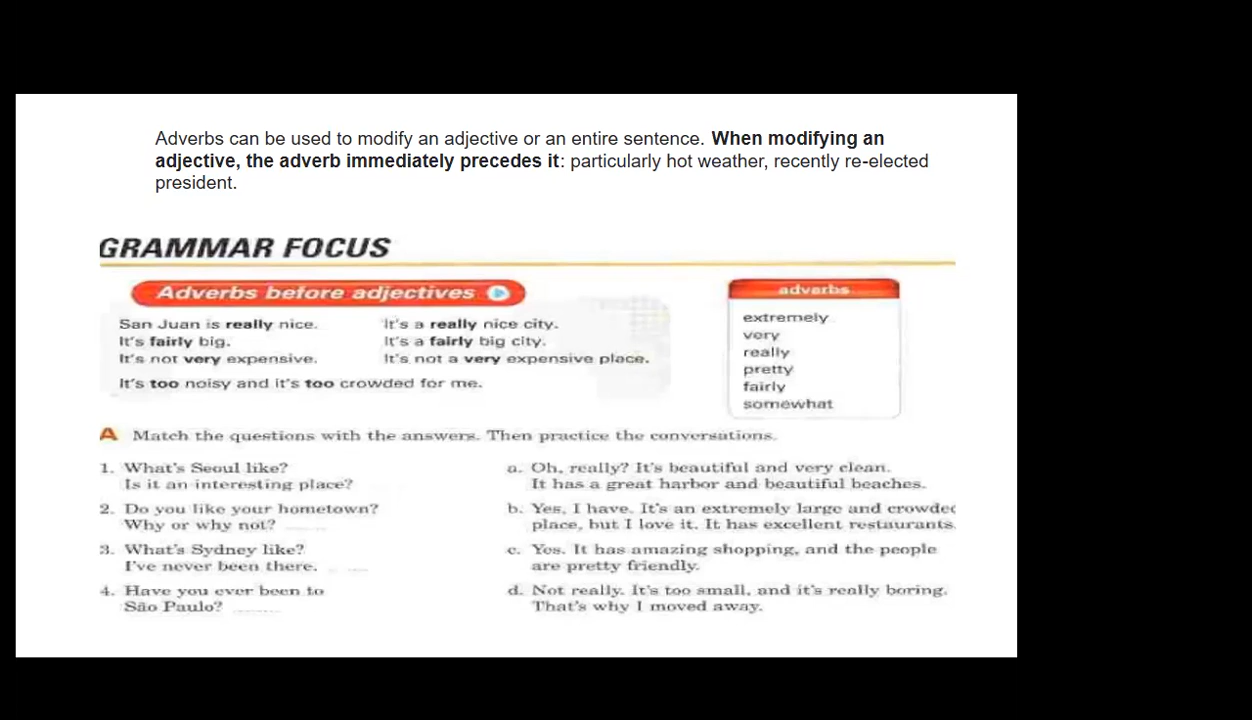 Adverbs can be used to modify an adjective or an entire sentence. When modifying an
adjective, the adverb immediately precedes it: particularly hot weather, recently re-elected
president.
GRAMMAR FOCUS
Adverbs before adjectives
San Juan is really nice.
It's fairly big.
It's not very expensive.
It's too noisy and it's too crowded for me.
It's a really nice city.
It's a fairly big city.
It's not a very expensive place.
adverbs
extremely
very
really
pretty
fairly
somewhat
A Match the questions with the answers. Then practice the conversations.
1. What's Seoul like?
Is it an interesting place?
2. Do you like your hometown?
Why or why not? ____
3. What's Sydney like?
I've never been there. ____
4. Have you ever been to
São Paulo? ____
a. Oh, really? It's beautiful and very clean.
It has a great harbor and beautiful beaches.
b. Yes, I have. It's an extremely large and crowded
place, but I love it. It has excellent restaurants.
c. Yes. It has amazing shopping, and the people
are pretty friendly.
d. Not really. It's too small, and it's really boring.
That's why I moved away.